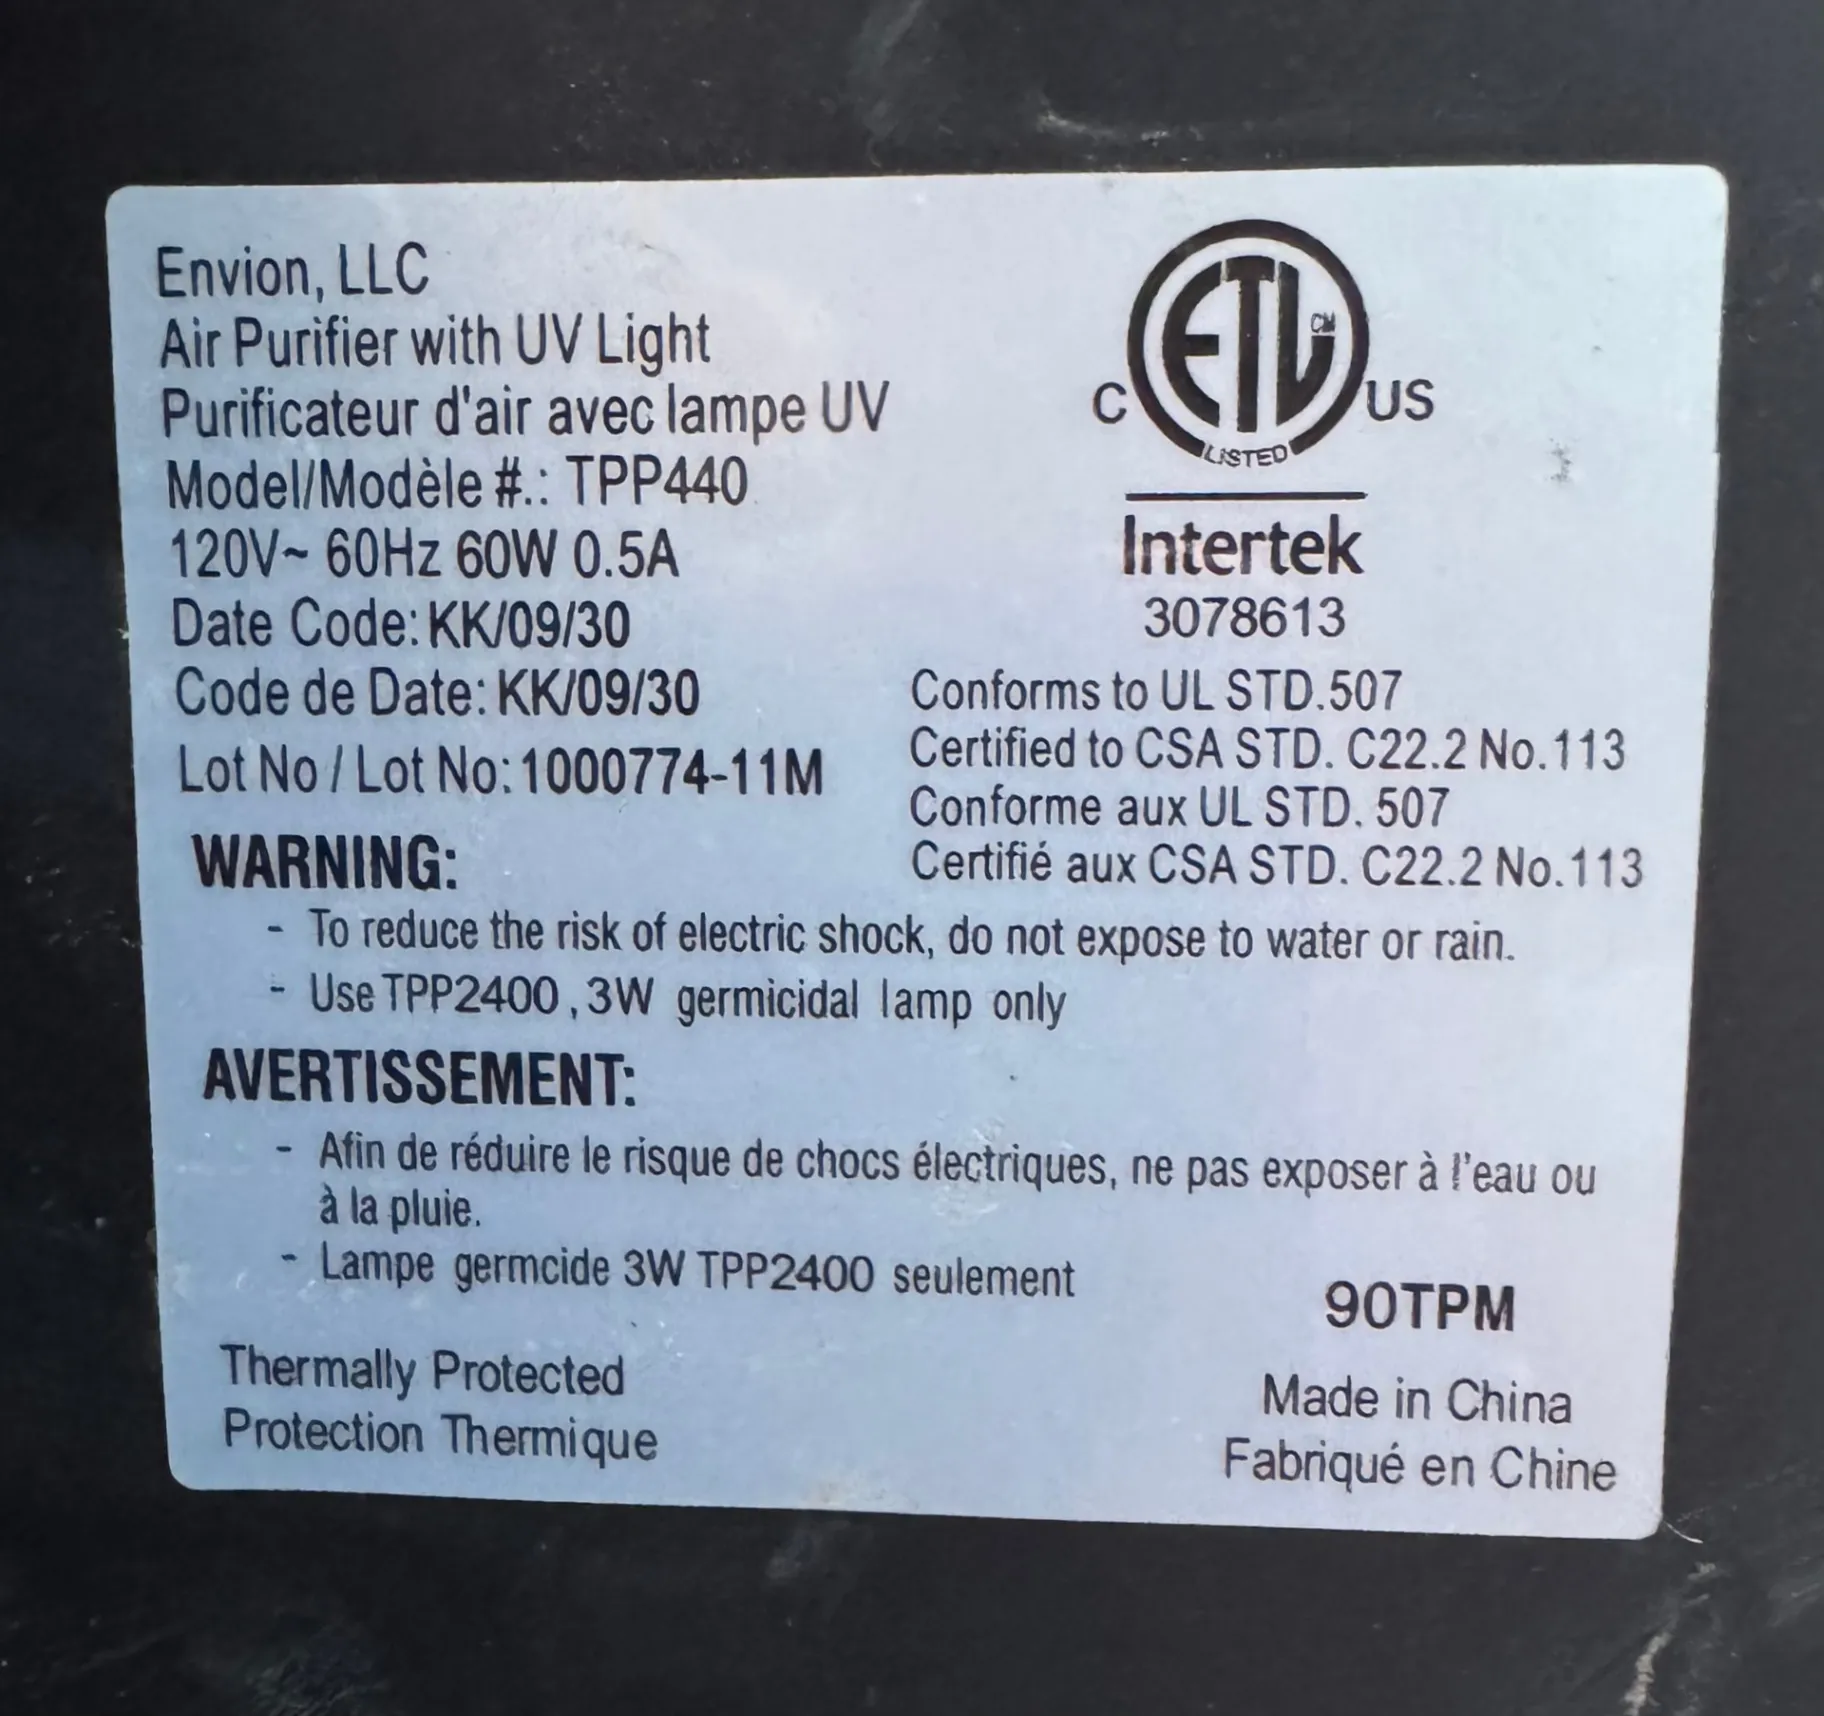 Envion, LLC
Air Purifier with UV Light
Purificateur d'air avec lampe UV
Model/Modèle #.: TPP440
120V~ 60Hz 60W 0.5A
Date Code: KK/09/30
Code de Date: KK/09/30
Lot No / Lot No: 1000774-11M
ETL CM
C US
LISTED
Intertek
3078613
Conforms to UL STD.507
Certified to CSA STD. C22.2 No.113
Conforme aux UL STD. 507
Certifié aux CSA STD. C22.2 No.113
WARNING:
- To reduce the risk of electric shock, do not expose to water or rain.
- Use TPP2400, 3W germicidal lamp only
AVERTISSEMENT:
- Afin de réduire le risque de chocs électriques, ne pas exposer à l'eau ou
à la pluie.
- Lampe germcide 3W TPP2400 seulement
Thermally Protected
Protection Thermique
90TPM
Made in China
Fabriqué en Chine